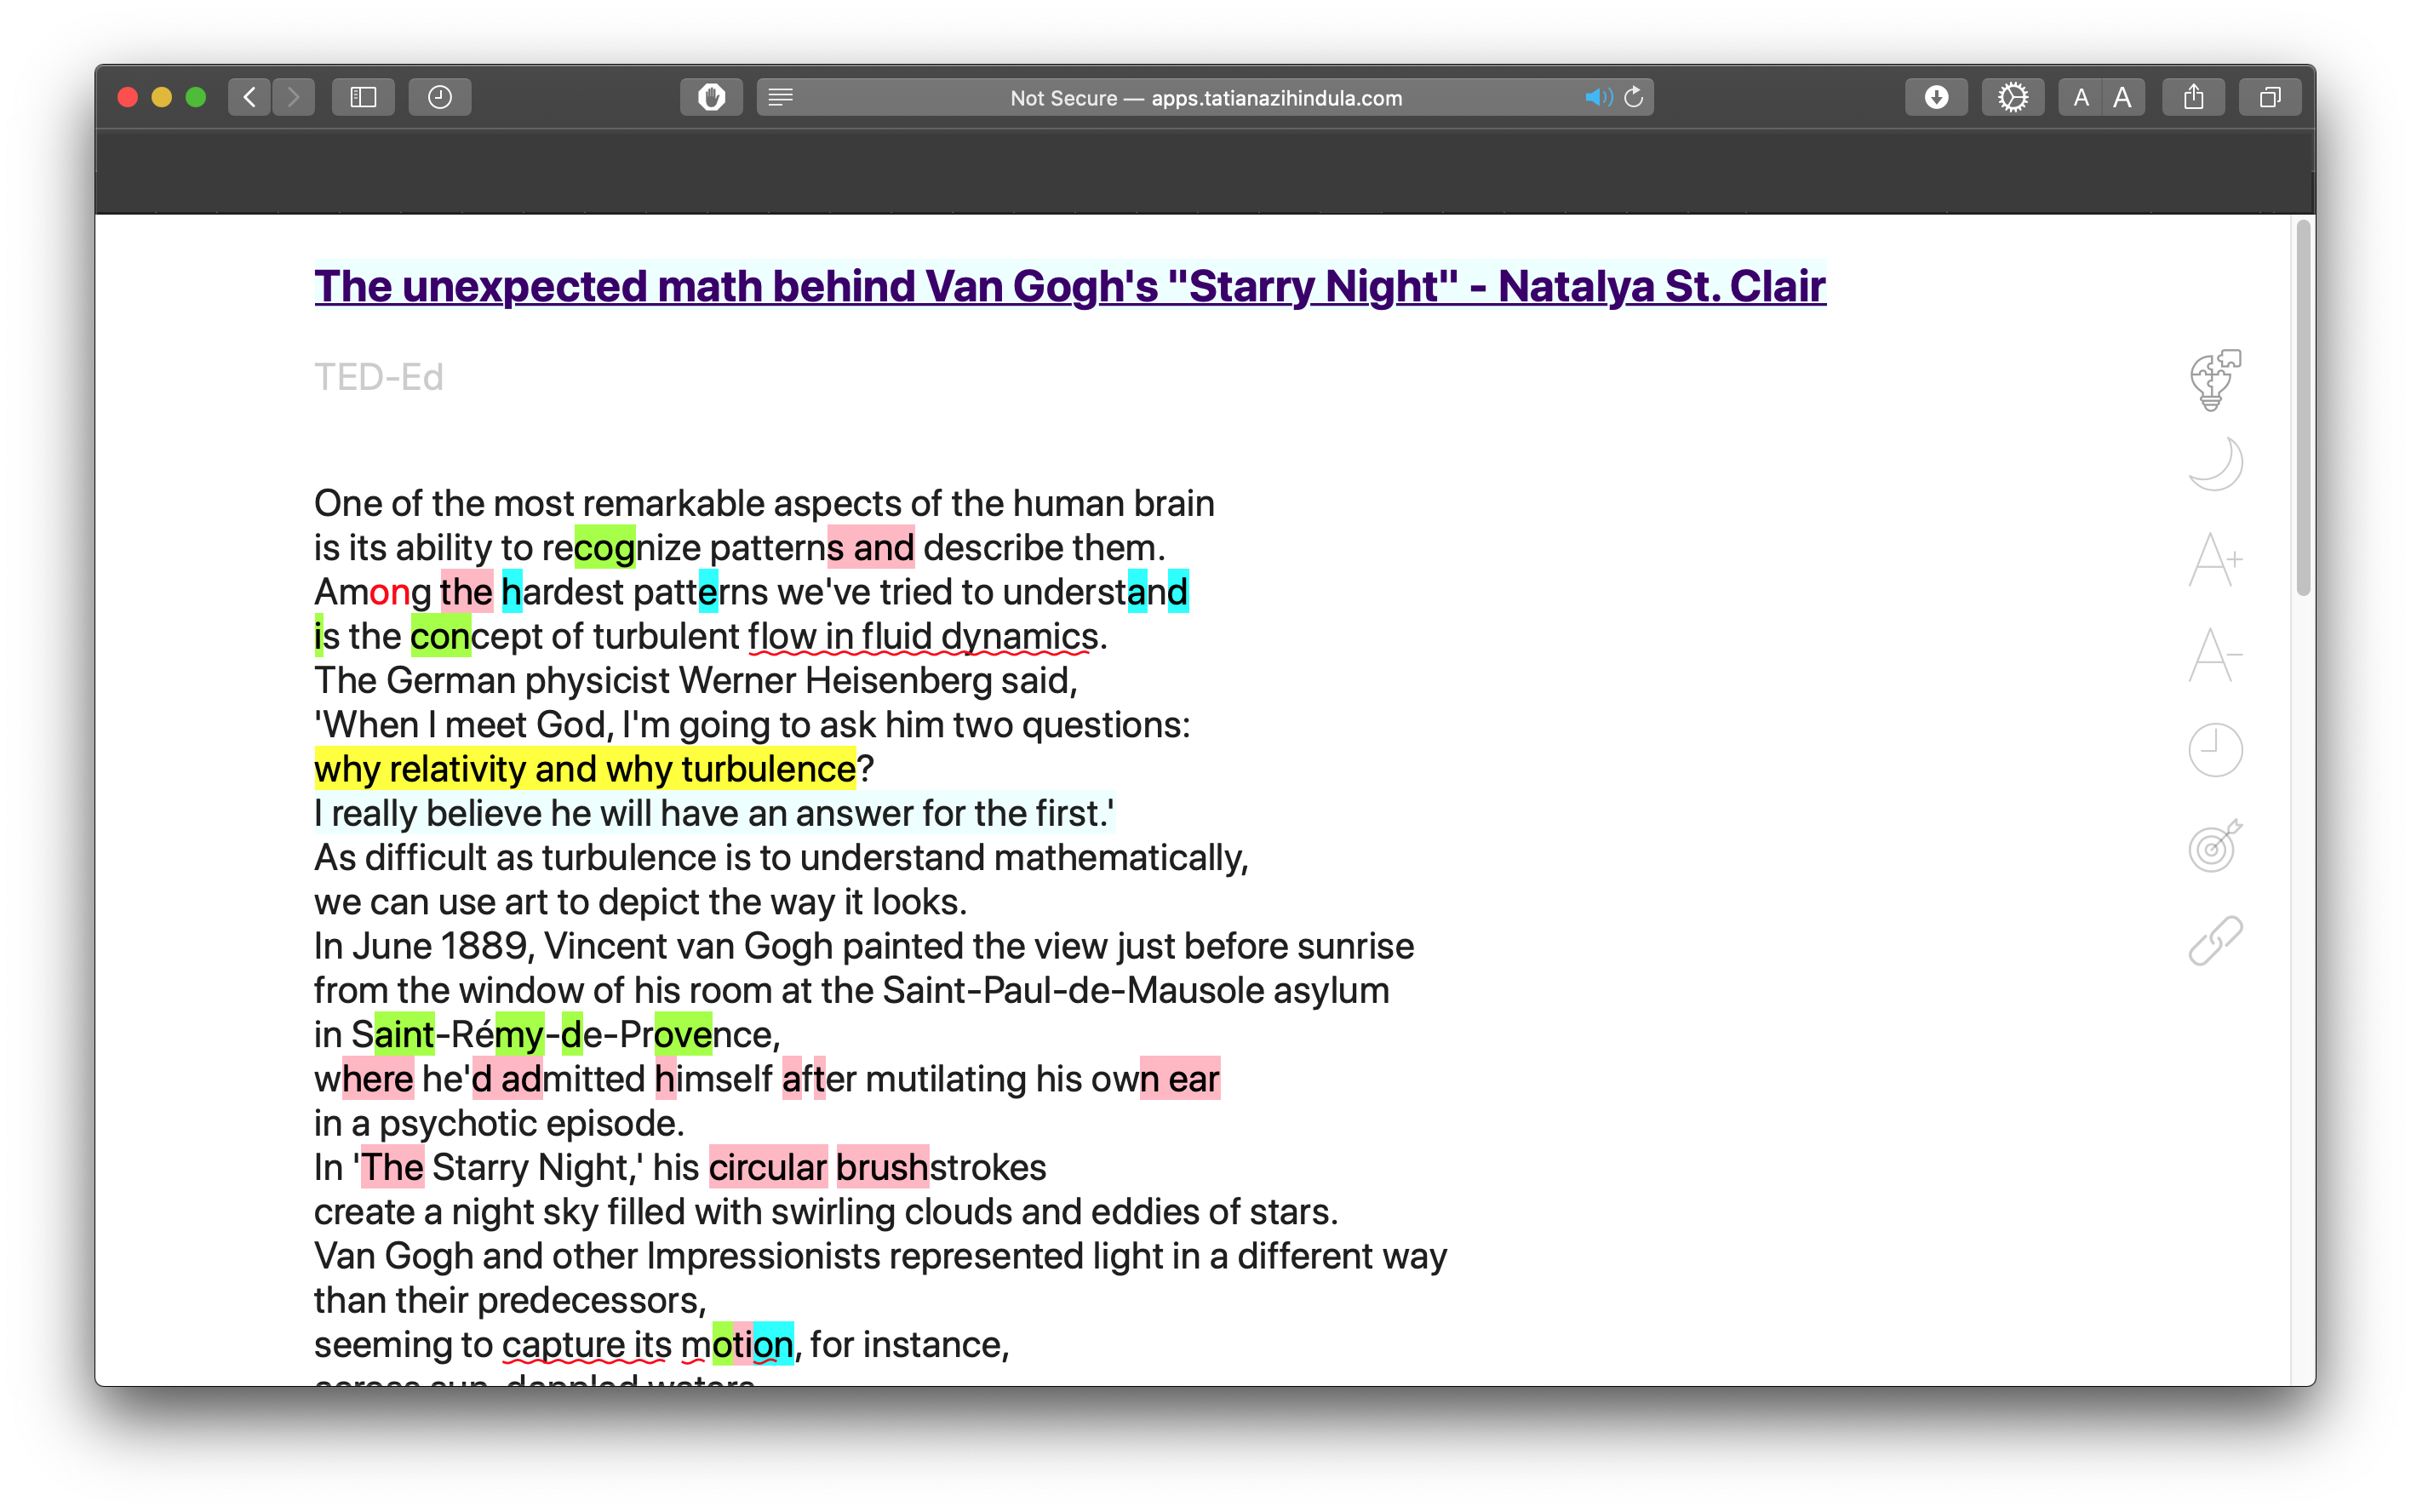 Not Secure — apps.tatianazihindula.com
A A
The unexpected math behind Van Gogh's "Starry Night" - Natalya St. Clair
TED-Ed
One of the most remarkable aspects of the human brain
is its ability to recognize patterns and describe them.
Among the hardest patterns we've tried to understand
is the concept of turbulent flow in fluid dynamics.
The German physicist Werner Heisenberg said,
'When I meet God, I'm going to ask him two questions:
why relativity and why turbulence?
I really believe he will have an answer for the first.'
As difficult as turbulence is to understand mathematically,
we can use art to depict the way it looks.
In June 1889, Vincent van Gogh painted the view just before sunrise
from the window of his room at the Saint-Paul-de-Mausole asylum
in Saint-Rémy-de-Provence,
where he'd admitted himself after mutilating his own ear
in a psychotic episode.
In 'The Starry Night,' his circular brushstrokes
create a night sky filled with swirling clouds and eddies of stars.
Van Gogh and other Impressionists represented light in a different way
than their predecessors,
seeming to capture its motion, for instance,
across sun-dappled waters
A+
A-